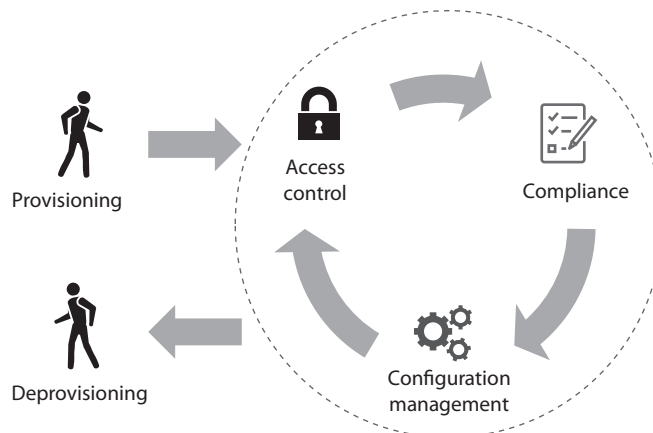 Provisioning
Access
control
Compliance
Configuration
management
Deprovisioning